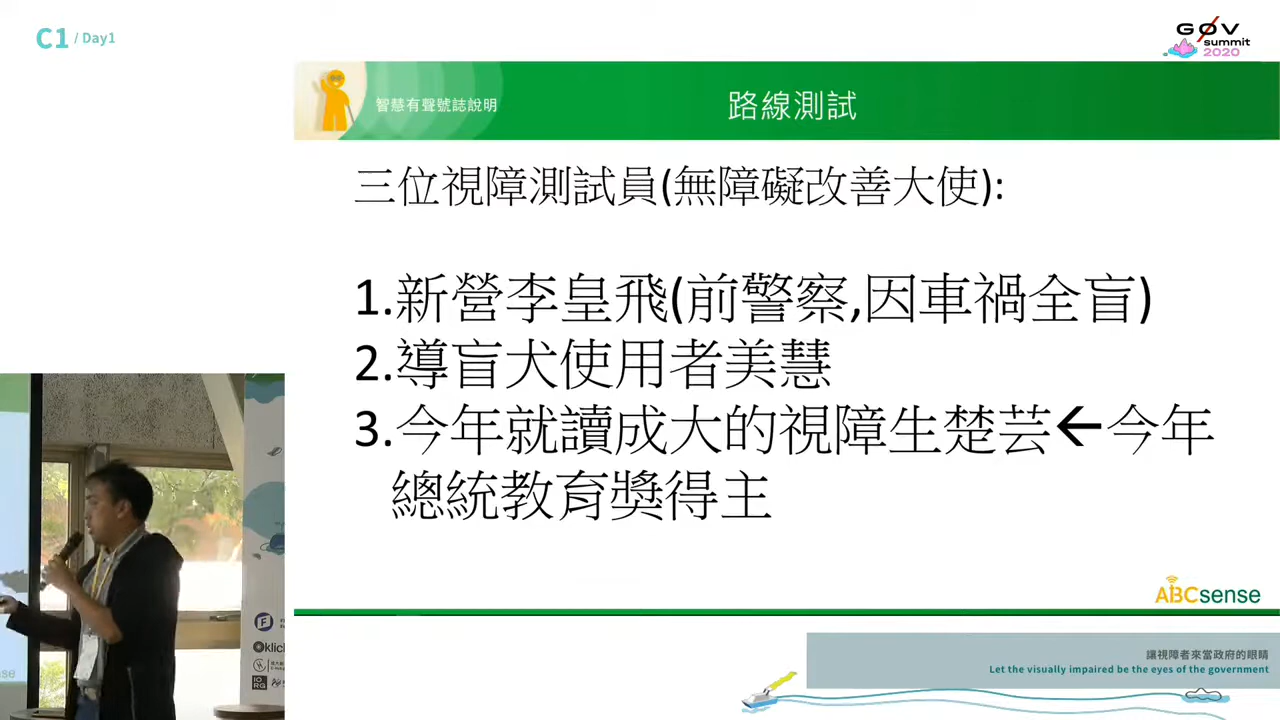 C1 / Day1
GØV
summit
2020
智慧有聲號誌說明
路線測試
三位視障測試員(無障礙改善大使):
1.新營李皇飛(前警察,因車禍全盲)
2.導盲犬使用者美慧
3.今年就讀成大的視障生楚芸←今年
總統教育獎得主
ABCsense
讓視障者來當政府的眼睛
Let the visually impaired be the eyes of the government